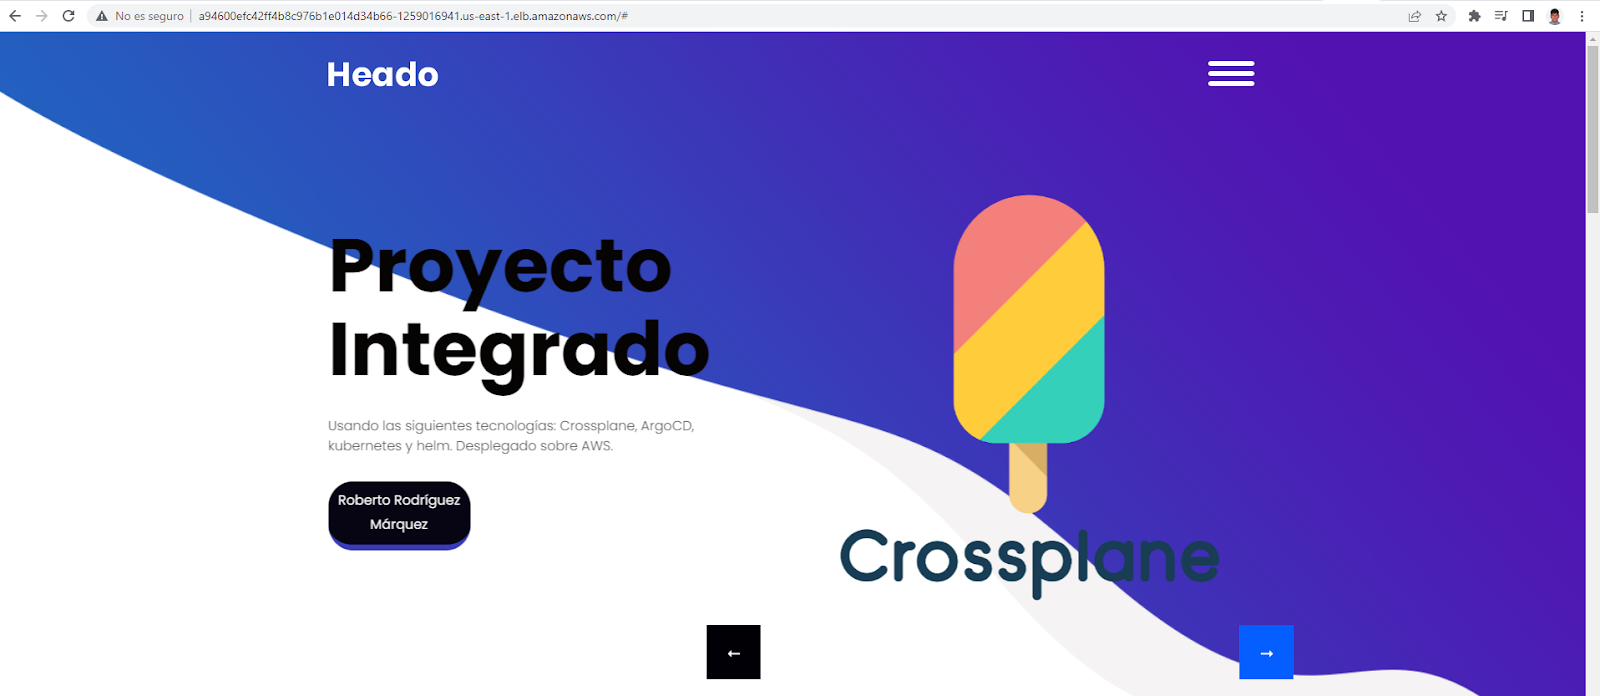 No es seguro | a94600efc42ff4b8c976b1e014d34b66-1259016941.us-east-1.elb.amazonaws.com/#
Heado
Proyecto
Integrado
Usando las siguientes tecnologías: Crossplane, ArgoCD,
kubernetes y helm. Desplegado sobre AWS.
Roberto Rodríguez
Márquez
Crossplane
← →